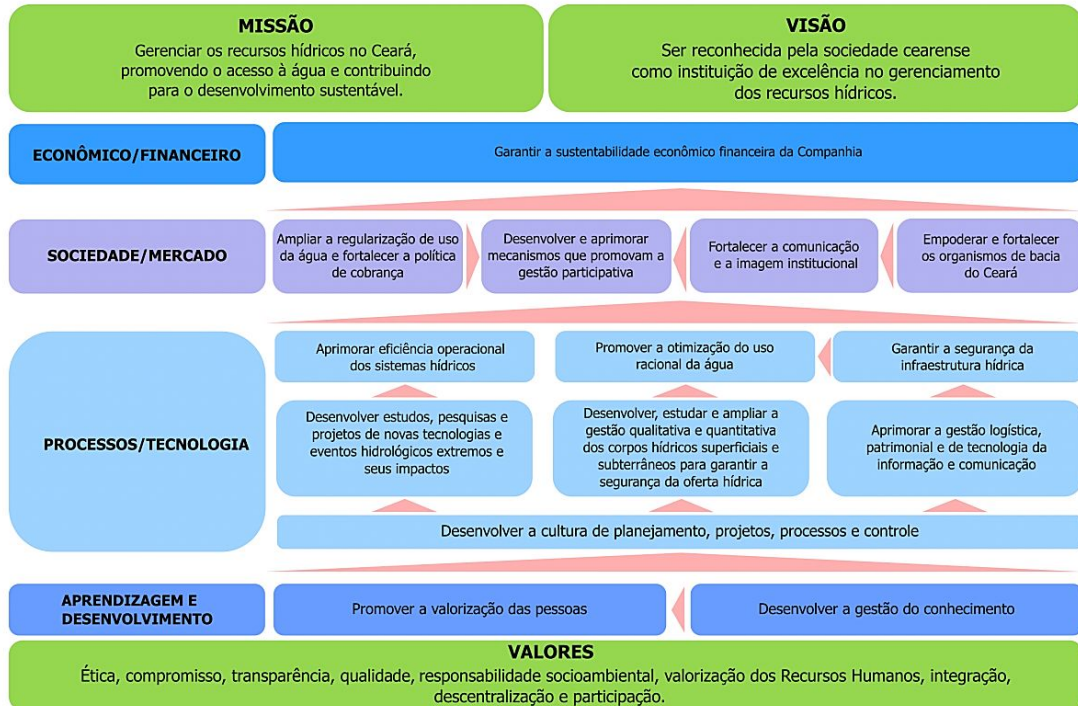 MISSÃO
Gerenciar os recursos hídricos no Ceará,
promovendo o acesso à água e contribuindo
para o desenvolvimento sustentável.
VISÃO
Ser reconhecida pela sociedade cearense
como instituição de excelência no gerenciamento
dos recursos hídricos.
ECONÔMICO/FINANCEIRO
Garantir a sustentabilidade econômico financeira da Companhia
SOCIEDADE/MERCADO
Ampliar a regularização de uso
da água e fortalecer a política
de cobrança
Desenvolver e aprimorar
mecanismos que promovam a
gestão participativa
Fortalecer a comunicação
e a imagem institucional
Empoderar e fortalecer
os organismos de bacia
do Ceará
PROCESSOS/TECNOLOGIA
Aprimorar eficiência operacional
dos sistemas hídricos
Promover a otimização do uso
racional da água
Garantir a segurança da
infraestrutura hídrica
Desenvolver estudos, pesquisas e
projetos de novas tecnologias e
eventos hidrológicos extremos e
seus impactos
Desenvolver, estudar e ampliar a
gestão qualitativa e quantitativa
dos corpos hídricos superficiais e
subterrâneos para garantir a
segurança da oferta hídrica
Aprimorar a gestão logística,
patrimonial e de tecnologia da
informação e comunicação
Desenvolver a cultura de planejamento, projetos, processos e controle
APRENDIZAGEM E
DESENVOLVIMENTO
Promover a valorização das pessoas
Desenvolver a gestão do conhecimento
VALORES
Ética, compromisso, transparência, qualidade, responsabilidade socioambiental, valorização dos Recursos Humanos, integração,
descentralização e participação.